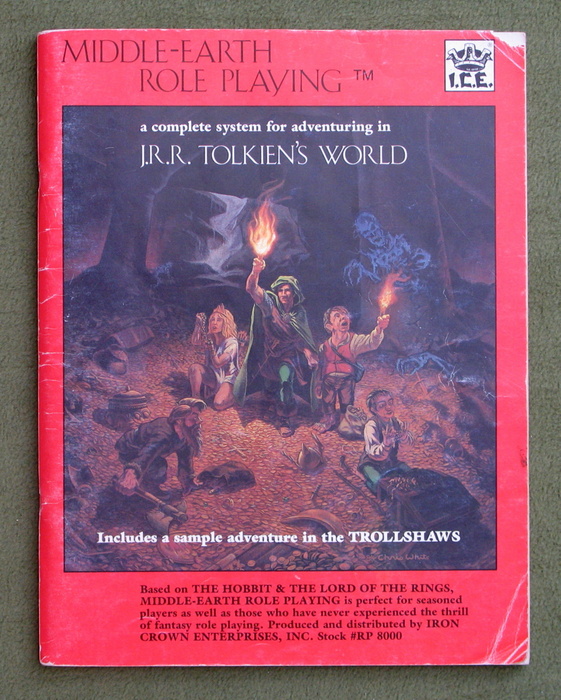 MIDDLE-EARTH
ROLE PLAYING™
I.C.E.
a complete system for adventuring in
J.R.R. TOLKIEN'S WORLD
Includes a sample adventure in the TROLLSHAWS
Chris White
Based on THE HOBBIT & THE LORD OF THE RINGS,
MIDDLE-EARTH ROLE PLAYING is perfect for seasoned
players as well as those who have never experienced the thrill
of fantasy role playing. Produced and distributed by IRON
CROWN ENTERPRISES, INC. Stock #RP 8000